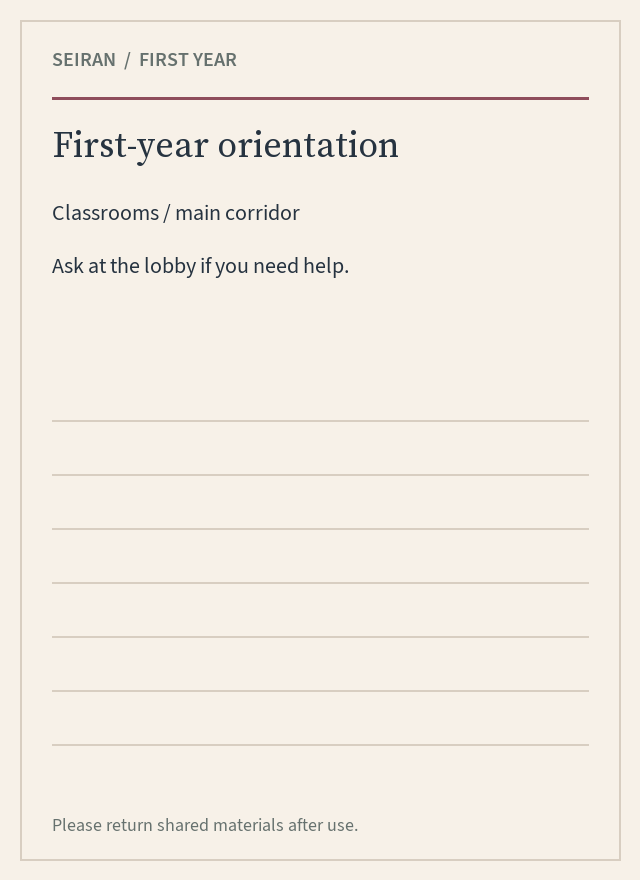 SEIRAN / FIRST YEAR
First-year orientation
Classrooms / main corridor
Ask at the lobby if you need help.
Please return shared materials after use.